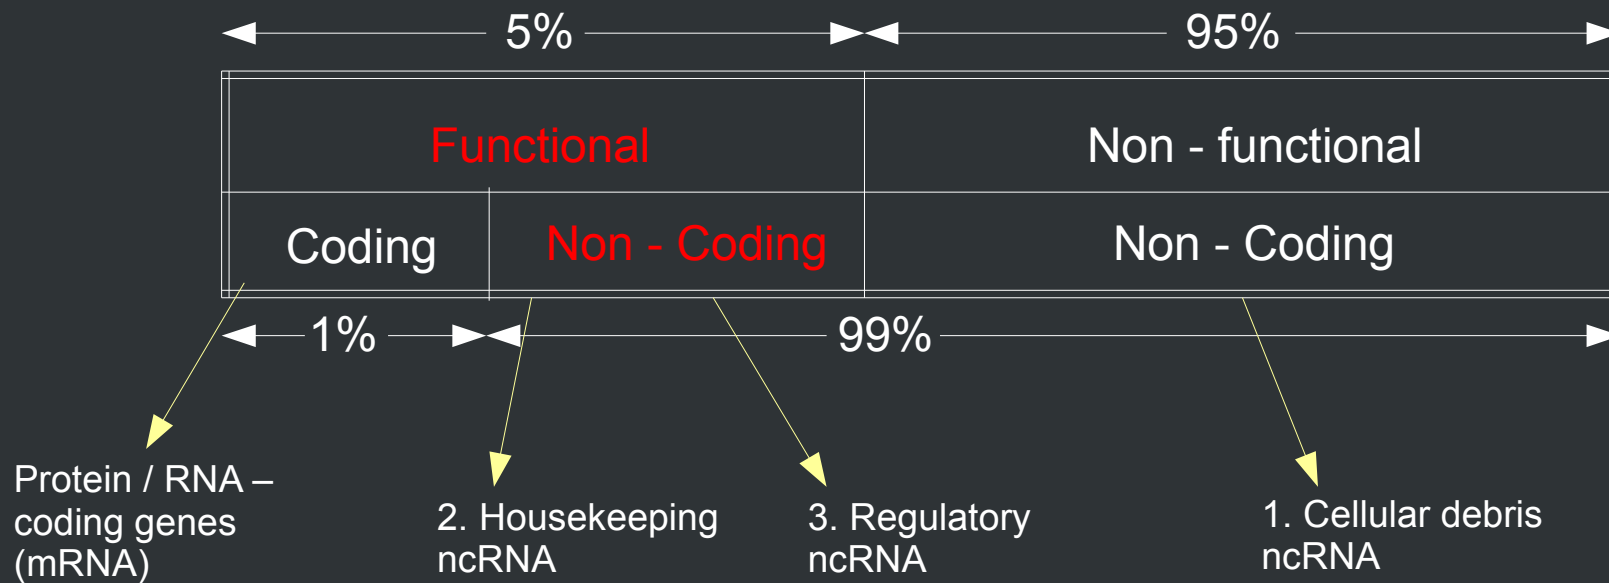 5%
95%
Functional
Non - functional
Coding
Non - Coding
Non - Coding
1%
99%
Protein / RNA –
coding genes
(mRNA)
2. Housekeeping
ncRNA
3. Regulatory
ncRNA
1. Cellular debris
ncRNA